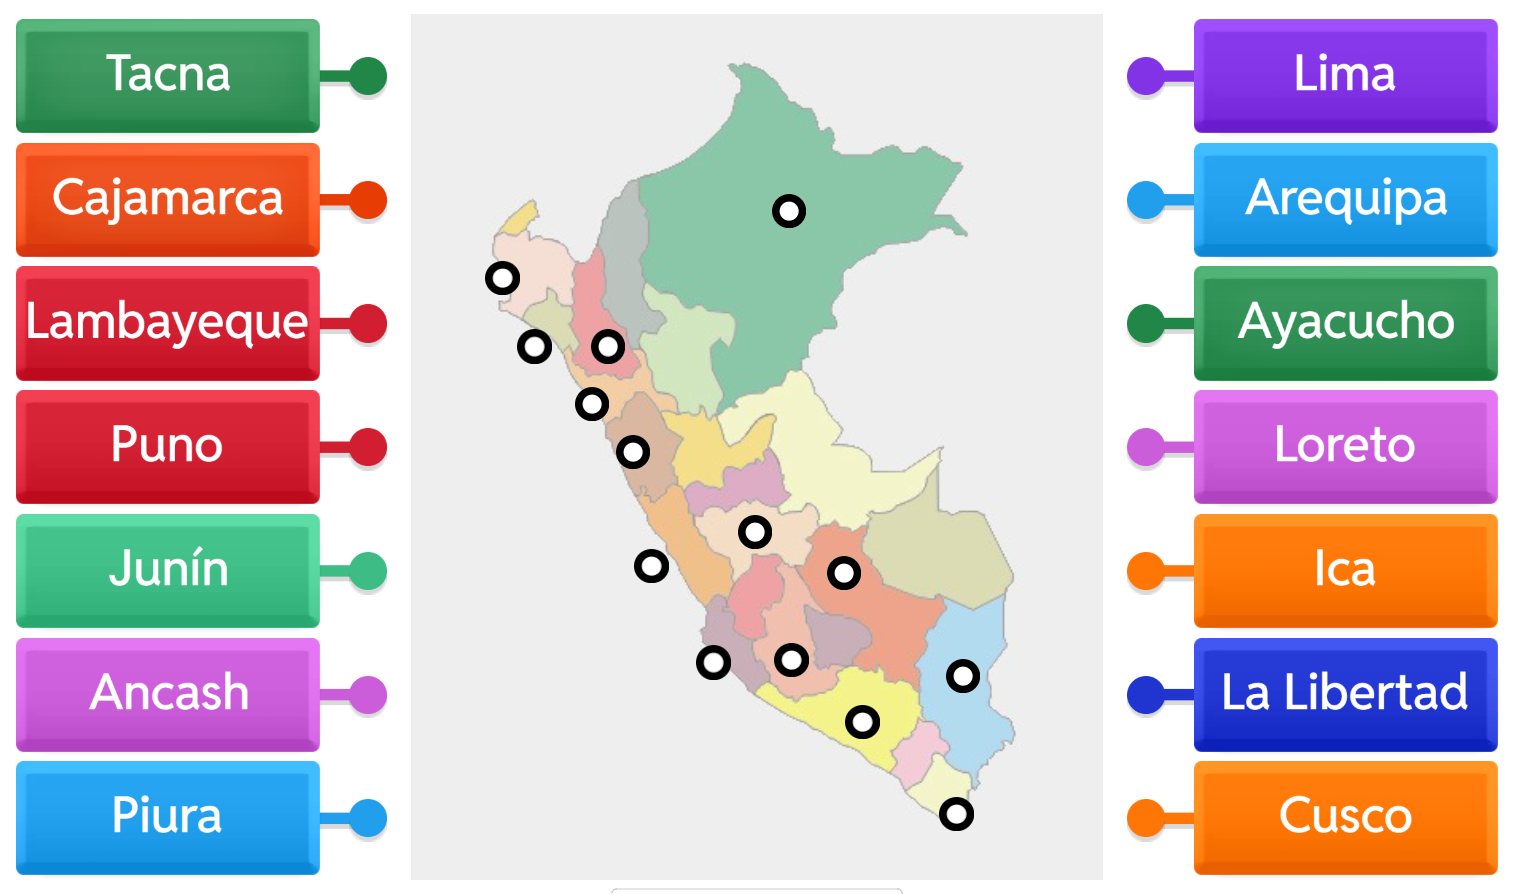 Tacna
Cajamarca
Lambayeque
Puno
Junín
Ancash
Piura
Lima
Arequipa
Ayacucho
Loreto
Ica
La Libertad
Cusco